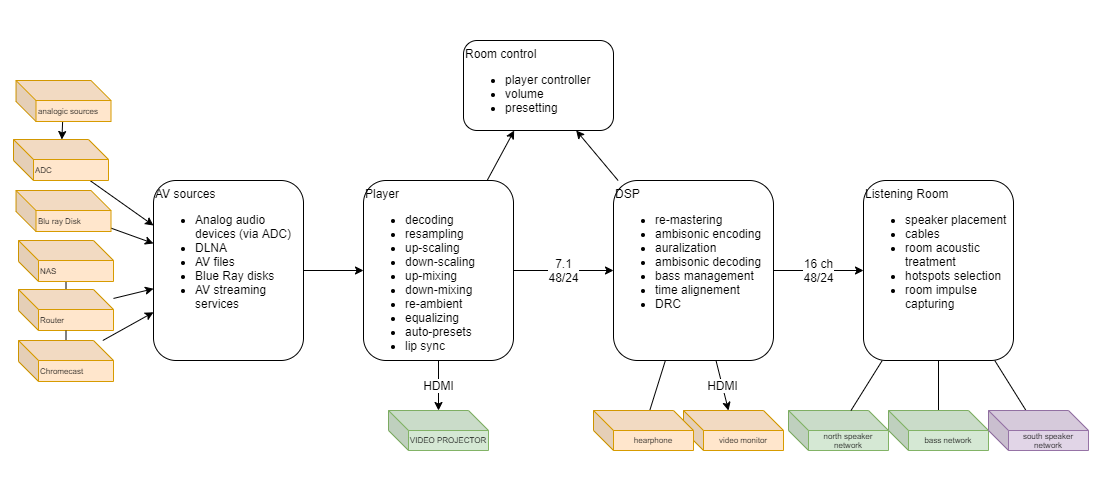 Room control
player controller
volume
presetting
analogic sources
ADC
Blu ray Disk
NAS
Router
Chromecast
AV sources
Analog audio
devices (via ADC)
DLNA
AV files
Blue Ray disks
AV streaming
services
Player
decoding
resampling
up-scaling
down-scaling
up-mixing
down-mixing
re-ambient
equalizing
auto-presets
lip sync
7.1
48/24
DSP
re-mastering
ambisonic encoding
auralization
ambisonic decoding
bass management
time alignement
DRC
16 ch
48/24
Listening Room
speaker placement
cables
room acoustic
treatment
hotspots selection
room impulse
capturing
HDMI
HDMI
VIDEO PROJECTOR
hearphone
video monitor
north speaker
network
bass network
south speaker
network